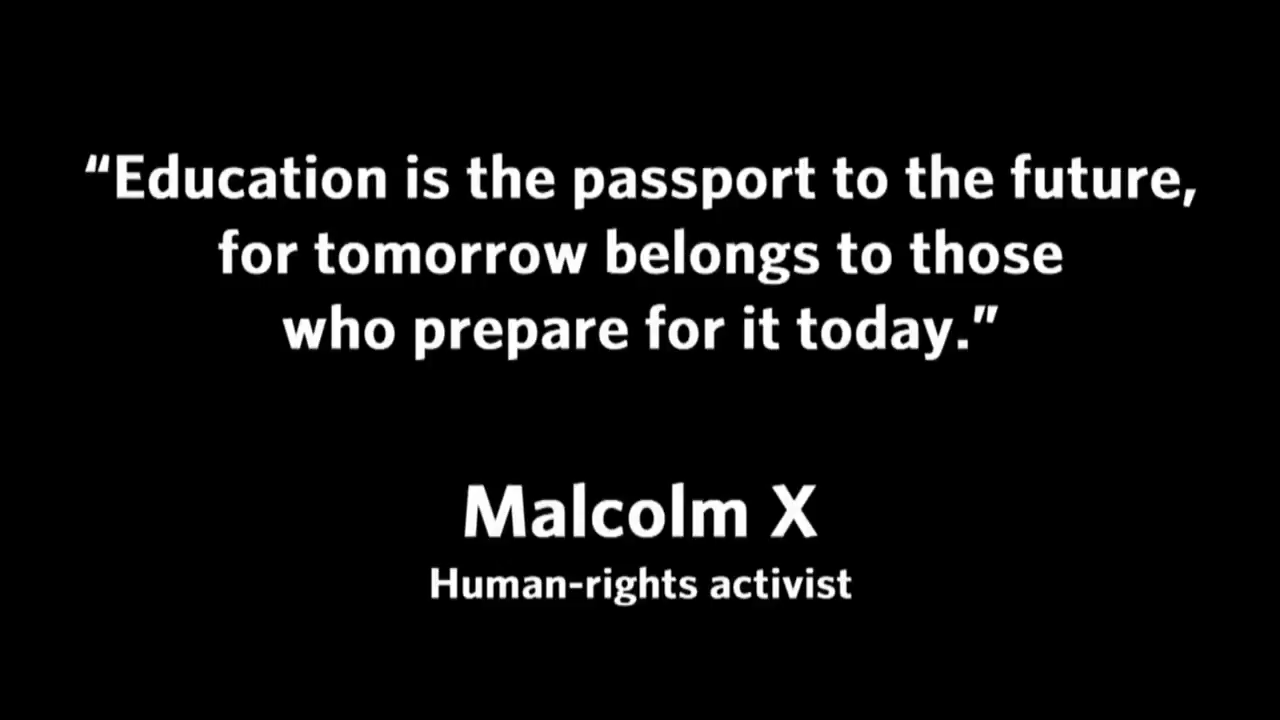 “Education is the passport to the future,
for tomorrow belongs to those
who prepare for it today.”
Malcolm X
Human-rights activist